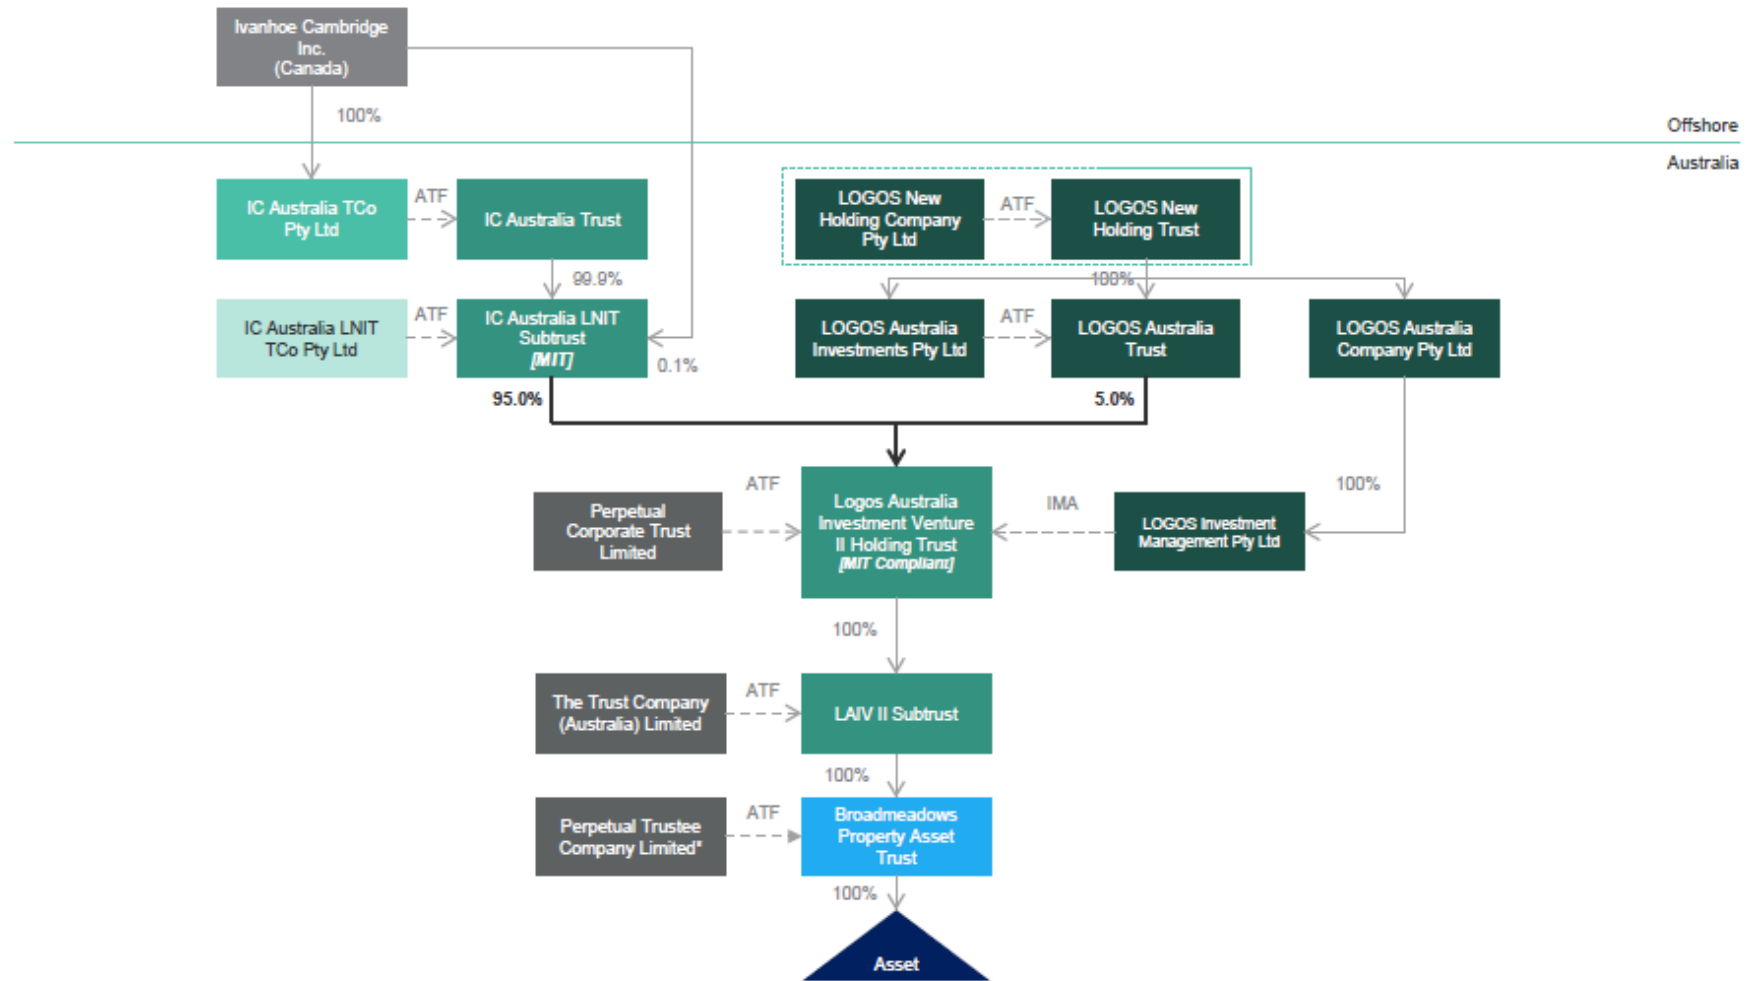 Ivanhoe Cambridge
Inc.
(Canada)
100%
Offshore
Australia
IC Australia TCo
Pty Ltd
ATF
IC Australia Trust
LOGOS New
Holding Company
Pty Ltd
ATF
LOGOS New
Holding Trust
99.9%
100%
IC Australia LNIT
TCo Pty Ltd
ATF
IC Australia LNIT
Subtrust
[MIT]
0.1%
LOGOS Australia
Investments Pty Ltd
ATF
LOGOS Australia
Trust
LOGOS Australia
Company Pty Ltd
95.0%
5.0%
Perpetual
Corporate Trust
Limited
ATF
Logos Australia
Investment Venture
II Holding Trust
[MIT Compliant]
IMA
LOGOS Investment
Management Pty Ltd
100%
100%
The Trust Company
(Australia) Limited
ATF
LAIV II Subtrust
100%
Perpetual Trustee
Company Limited*
ATF
Broadmeadows
Property Asset
Trust
100%
Asset